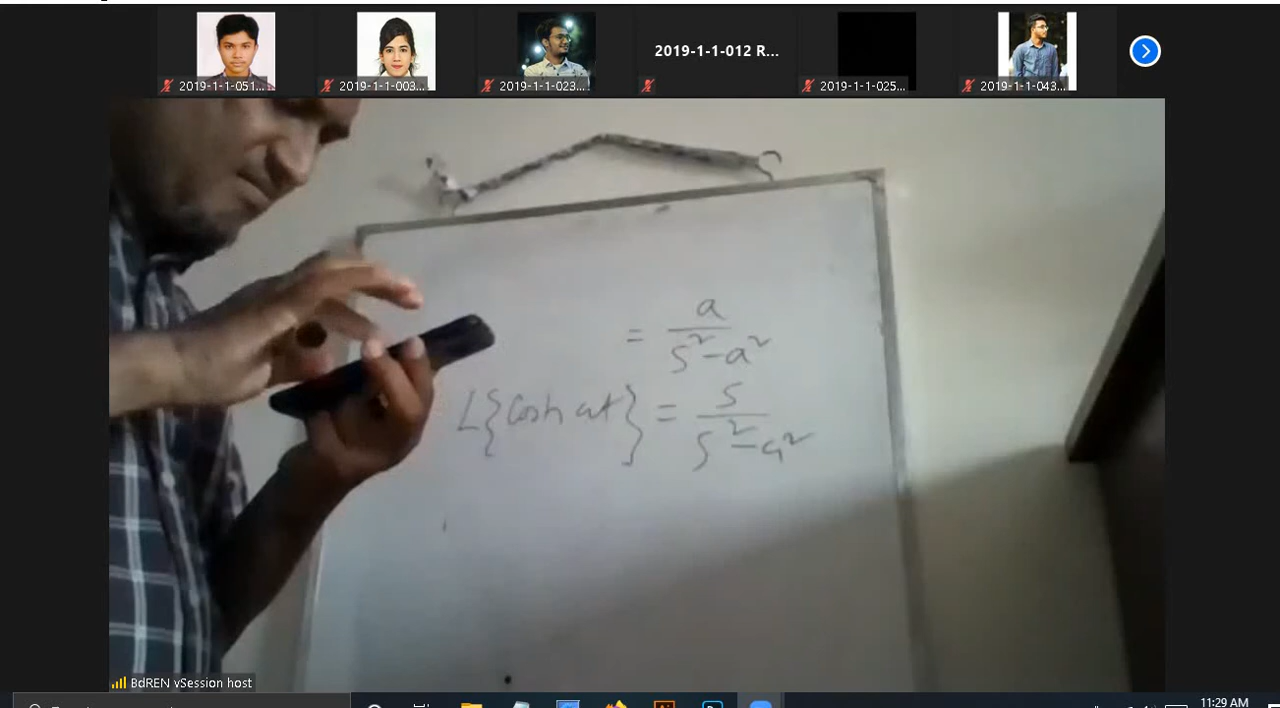 2019-1-1-051...
2019-1-1-003...
2019-1-1-023...
2019-1-1-012 R...
2019-1-1-025...
2019-1-1-043...
= a / s² - a²
L{Cosh at} = s / s² - a²
BdREN vSession host
11:29 AM